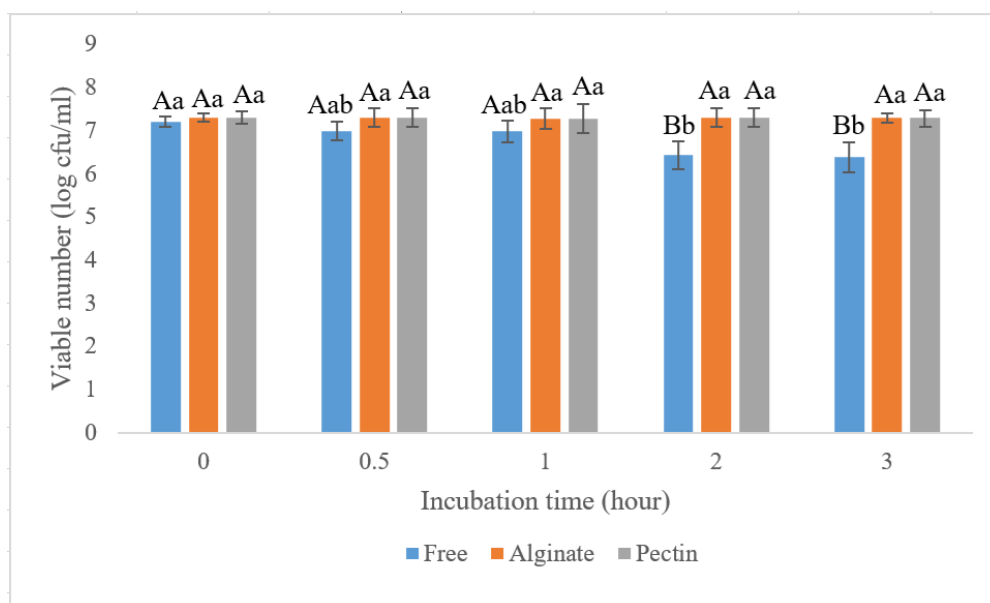 9
8
7
6
5
4
3
2
1
0
Viable number (log cfu/ml)
Aa Aa Aa
Aab Aa Aa
Aab Aa Aa
Bb Aa Aa
Bb Aa Aa
0 0.5 1 2 3
Incubation time (hour)
Free Alginate Pectin